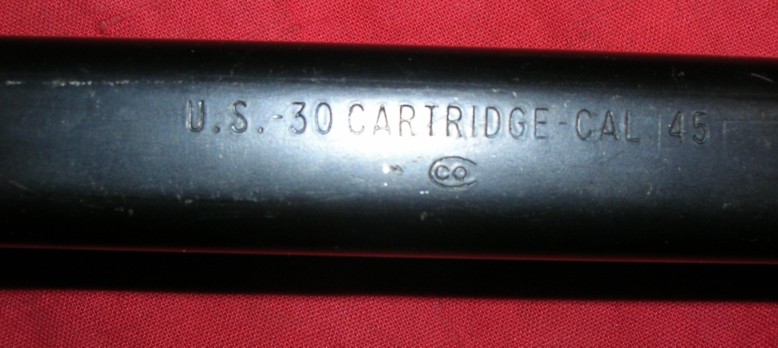 U.S.-30 CARTRIDGE-CAL .45
CO